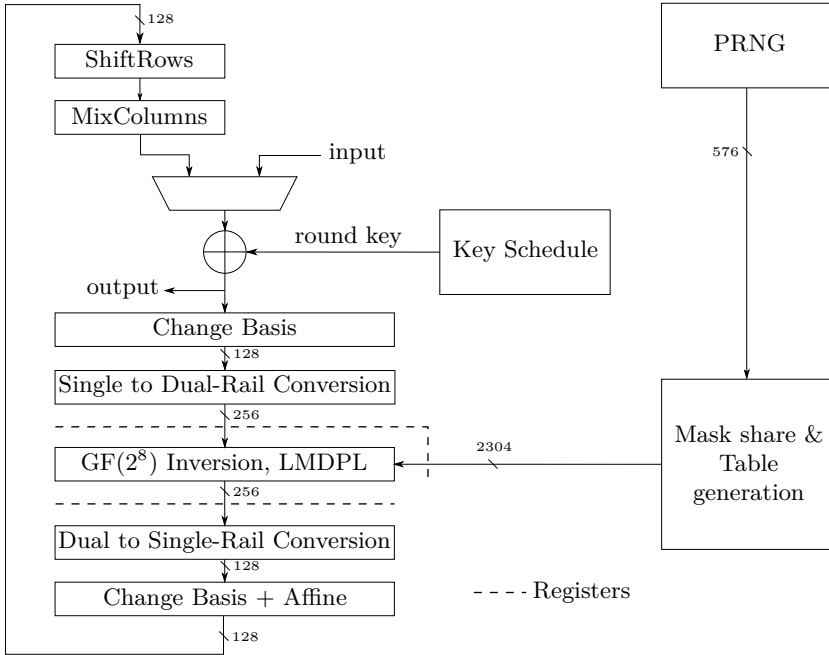 128
ShiftRows
MixColumns
input
round key
Key Schedule
output
Change Basis
128
Single to Dual-Rail Conversion
256
GF(2⁸) Inversion, LMDPL
256
Dual to Single-Rail Conversion
128
Change Basis + Affine
128
PRNG
576
2304
Mask share &
Table
generation
Registers